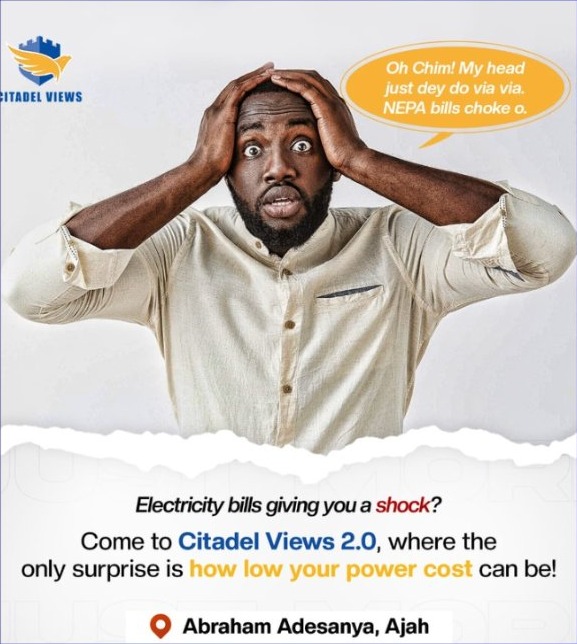 CITADEL VIEWS
Oh Chim! My head
just dey do via via.
NEPA bills choke o.
Electricity bills giving you a shock?
Come to Citadel Views 2.0, where the
only surprise is how low your power cost can be!
Abraham Adesanya, Ajah